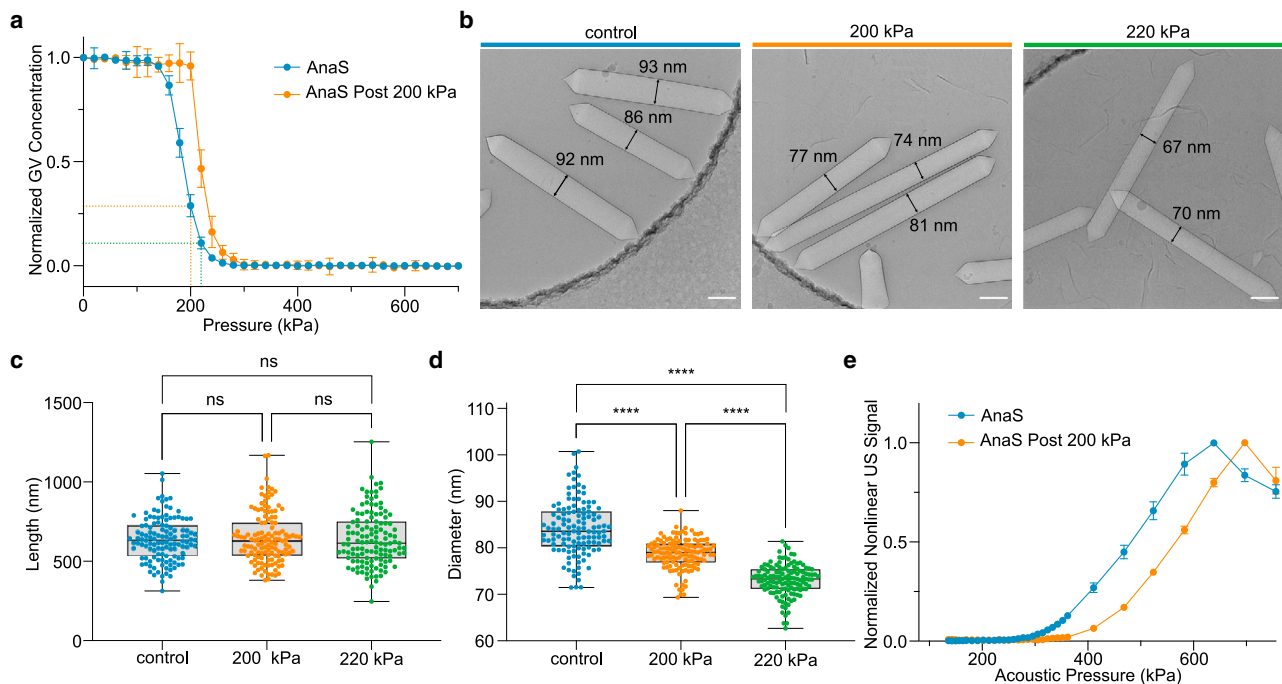 a
Normalized GV Concentration
1.0
0.5
0.0
0
200
400
600
Pressure (kPa)
AnaS
AnaS Post 200 kPa
b
control
200 kPa
220 kPa
93 nm
86 nm
92 nm
77 nm
74 nm
81 nm
67 nm
70 nm
c
Length (nm)
1500
1000
500
0
ns
ns
ns
control
200 kPa
220 kPa
d
Diameter (nm)
110
100
90
80
70
60
****
****
****
control
200 kPa
220 kPa
e
Normalized Nonlinear US Signal
1.0
0.5
0.0
200
400
600
Acoustic Pressure (kPa)
AnaS
AnaS Post 200 kPa